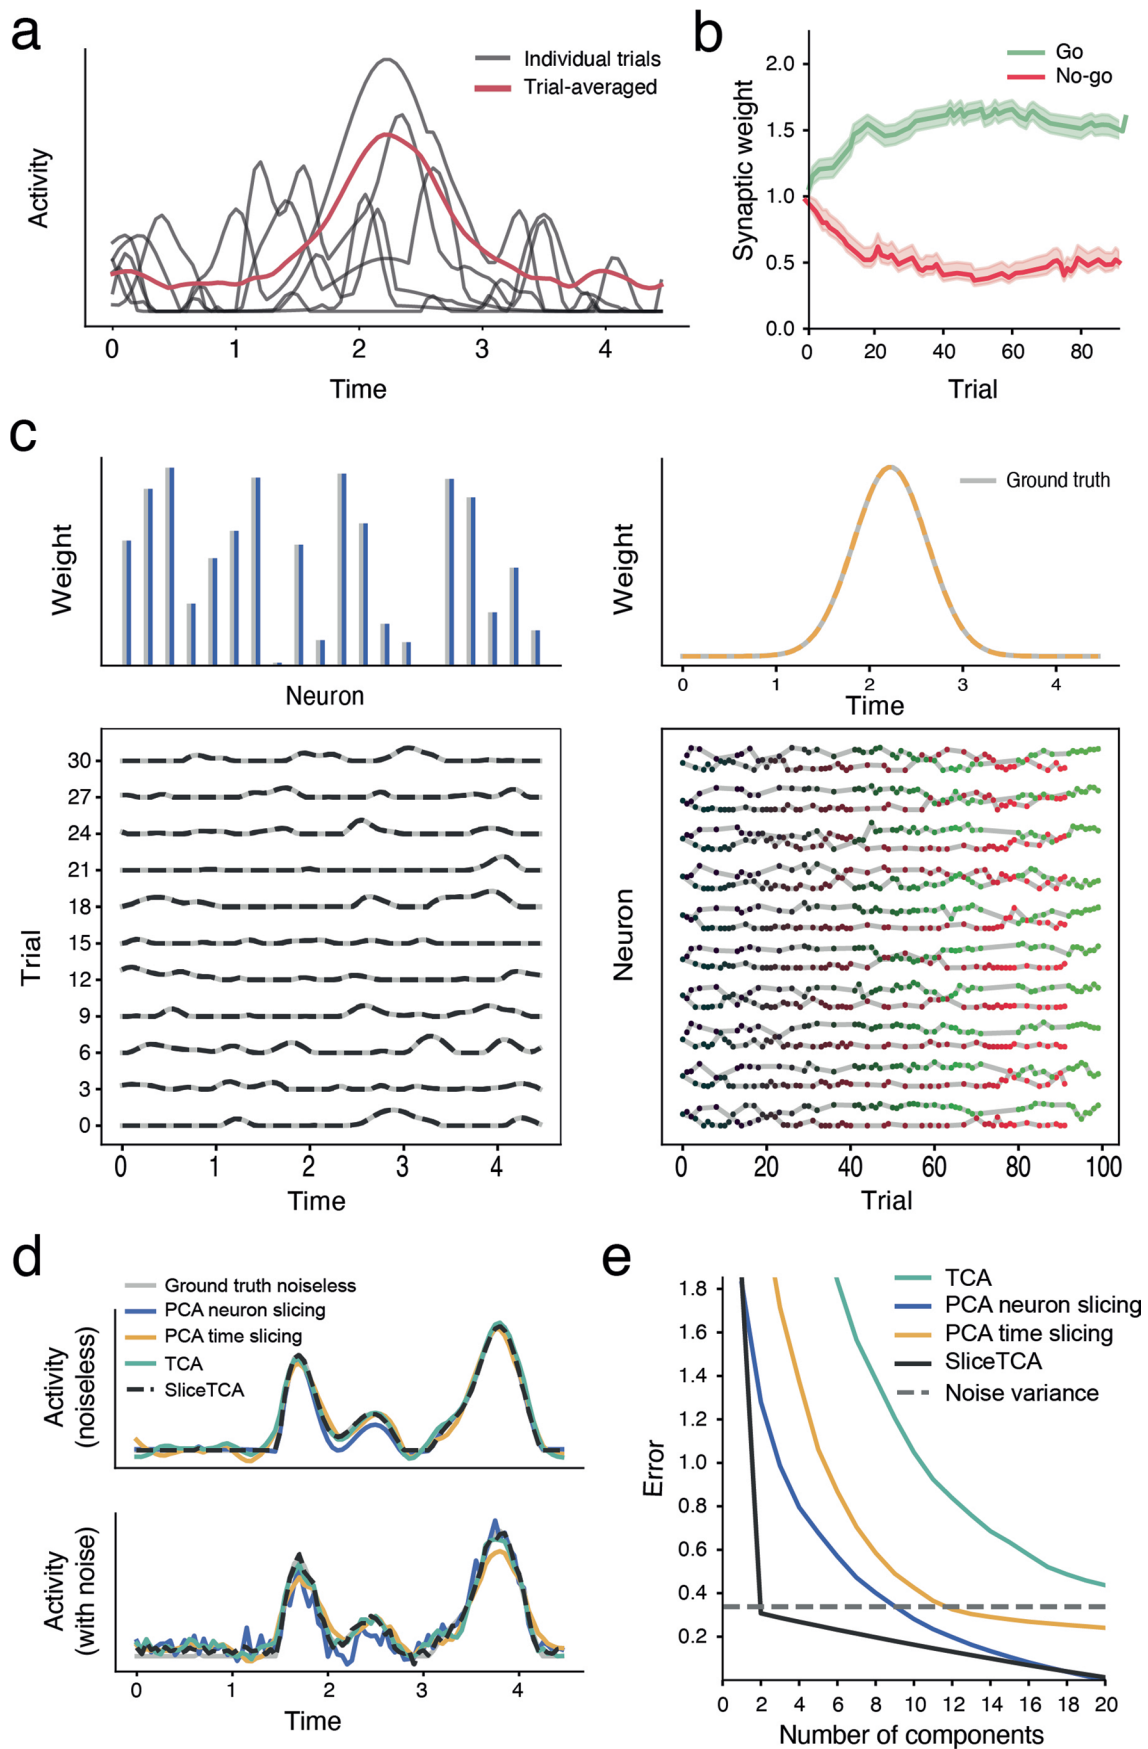 a
Activity
Individual trials
Trial-averaged
0 1 2 3 4
Time
b
Synaptic weight
Go
No-go
2.0
1.5
1.0
0.5
0.0
0 20 40 60 80
Trial
c
Weight
Neuron
Weight
Ground truth
0 1 2 3 4
Time
Trial
30
27
24
21
18
15
12
9
6
3
0
0 1 2 3 4
Time
Neuron
0 20 40 60 80 100
Trial
d
Ground truth noiseless
PCA neuron slicing
PCA time slicing
TCA
SliceTCA
Activity
(noiseless)
Activity
(with noise)
0 1 2 3 4
Time
e
TCA
PCA neuron slicing
PCA time slicing
SliceTCA
Noise variance
Error
1.8
1.6
1.4
1.2
1.0
0.8
0.6
0.4
0.2
0 2 4 6 8 10 12 14 16 18 20
Number of components